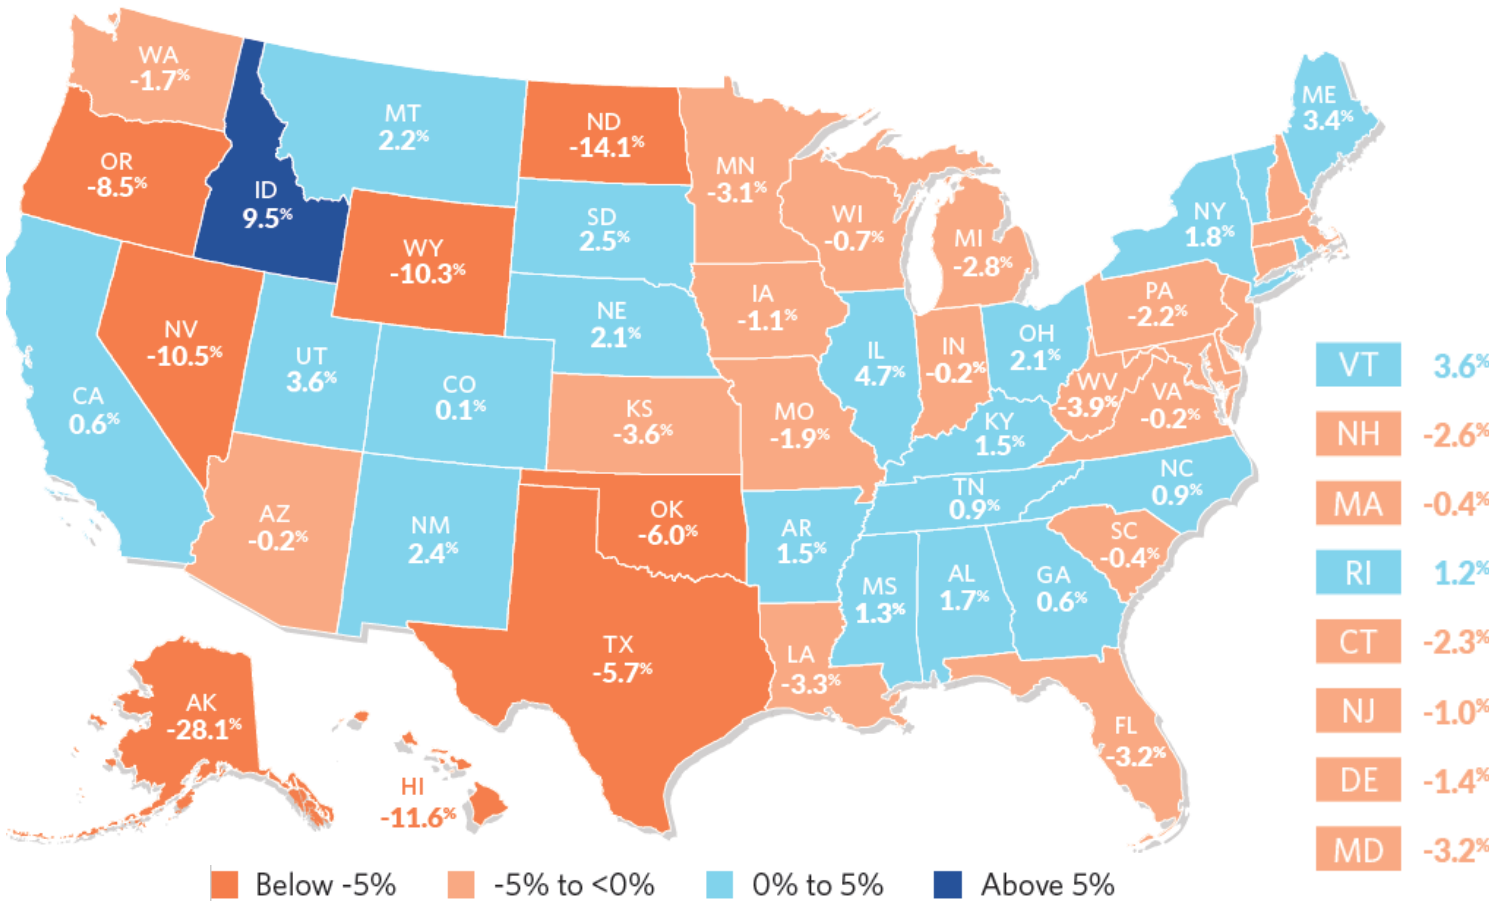 WA
-1.7%
MT
2.2%
ND
-14.1%
OR
-8.5%
ID
9.5%
MN
-3.1%
WI
-0.7%
MI
-2.8%
ME
3.4%
NY
1.8%
SD
2.5%
WY
-10.3%
IA
-1.1%
PA
-2.2%
NE
2.1%
NV
-10.5%
UT
3.6%
CO
0.1%
IL
4.7%
IN
-0.2%
OH
2.1%
WV
-3.9%
VA
-0.2%
CA
0.6%
KS
-3.6%
MO
-1.9%
KY
1.5%
NC
0.9%
TN
0.9%
AZ
-0.2%
NM
2.4%
OK
-6.0%
AR
1.5%
SC
-0.4%
MS
1.3%
AL
1.7%
GA
0.6%
TX
-5.7%
LA
-3.3%
FL
-3.2%
AK
-28.1%
HI
-11.6%
VT 3.6%
NH -2.6%
MA -0.4%
RI 1.2%
CT -2.3%
NJ -1.0%
DE -1.4%
MD -3.2%
Below -5% -5% to <0% 0% to 5% Above 5%